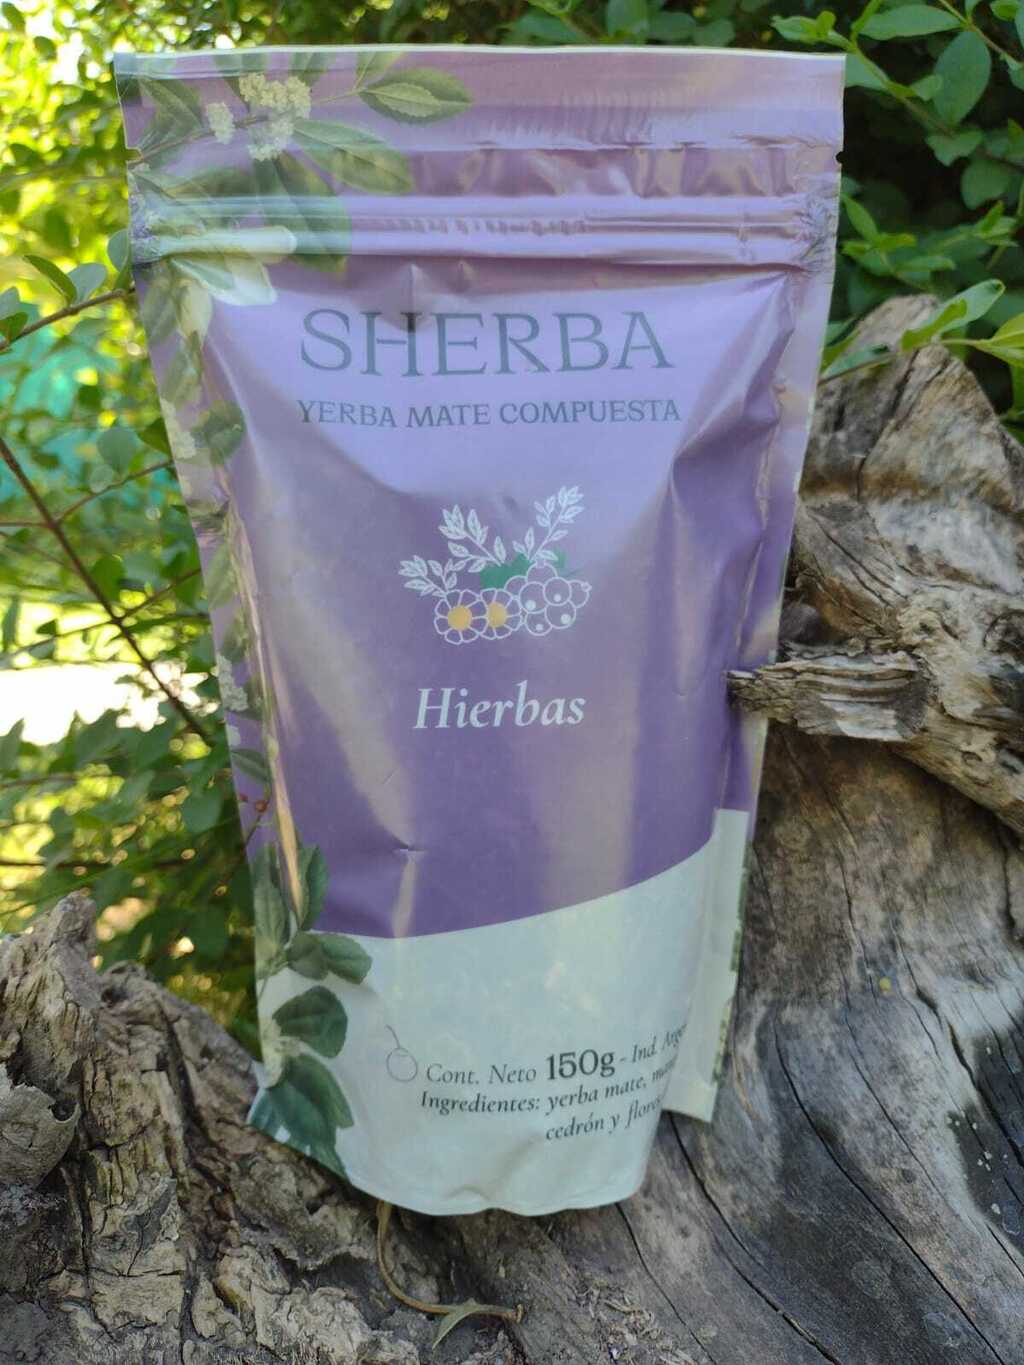 SHERBA
YERBA MATE COMPUESTA
Hierbas
Cont. Neto 150g - Ind.
Ingredientes: yerba mate,
cedrón y